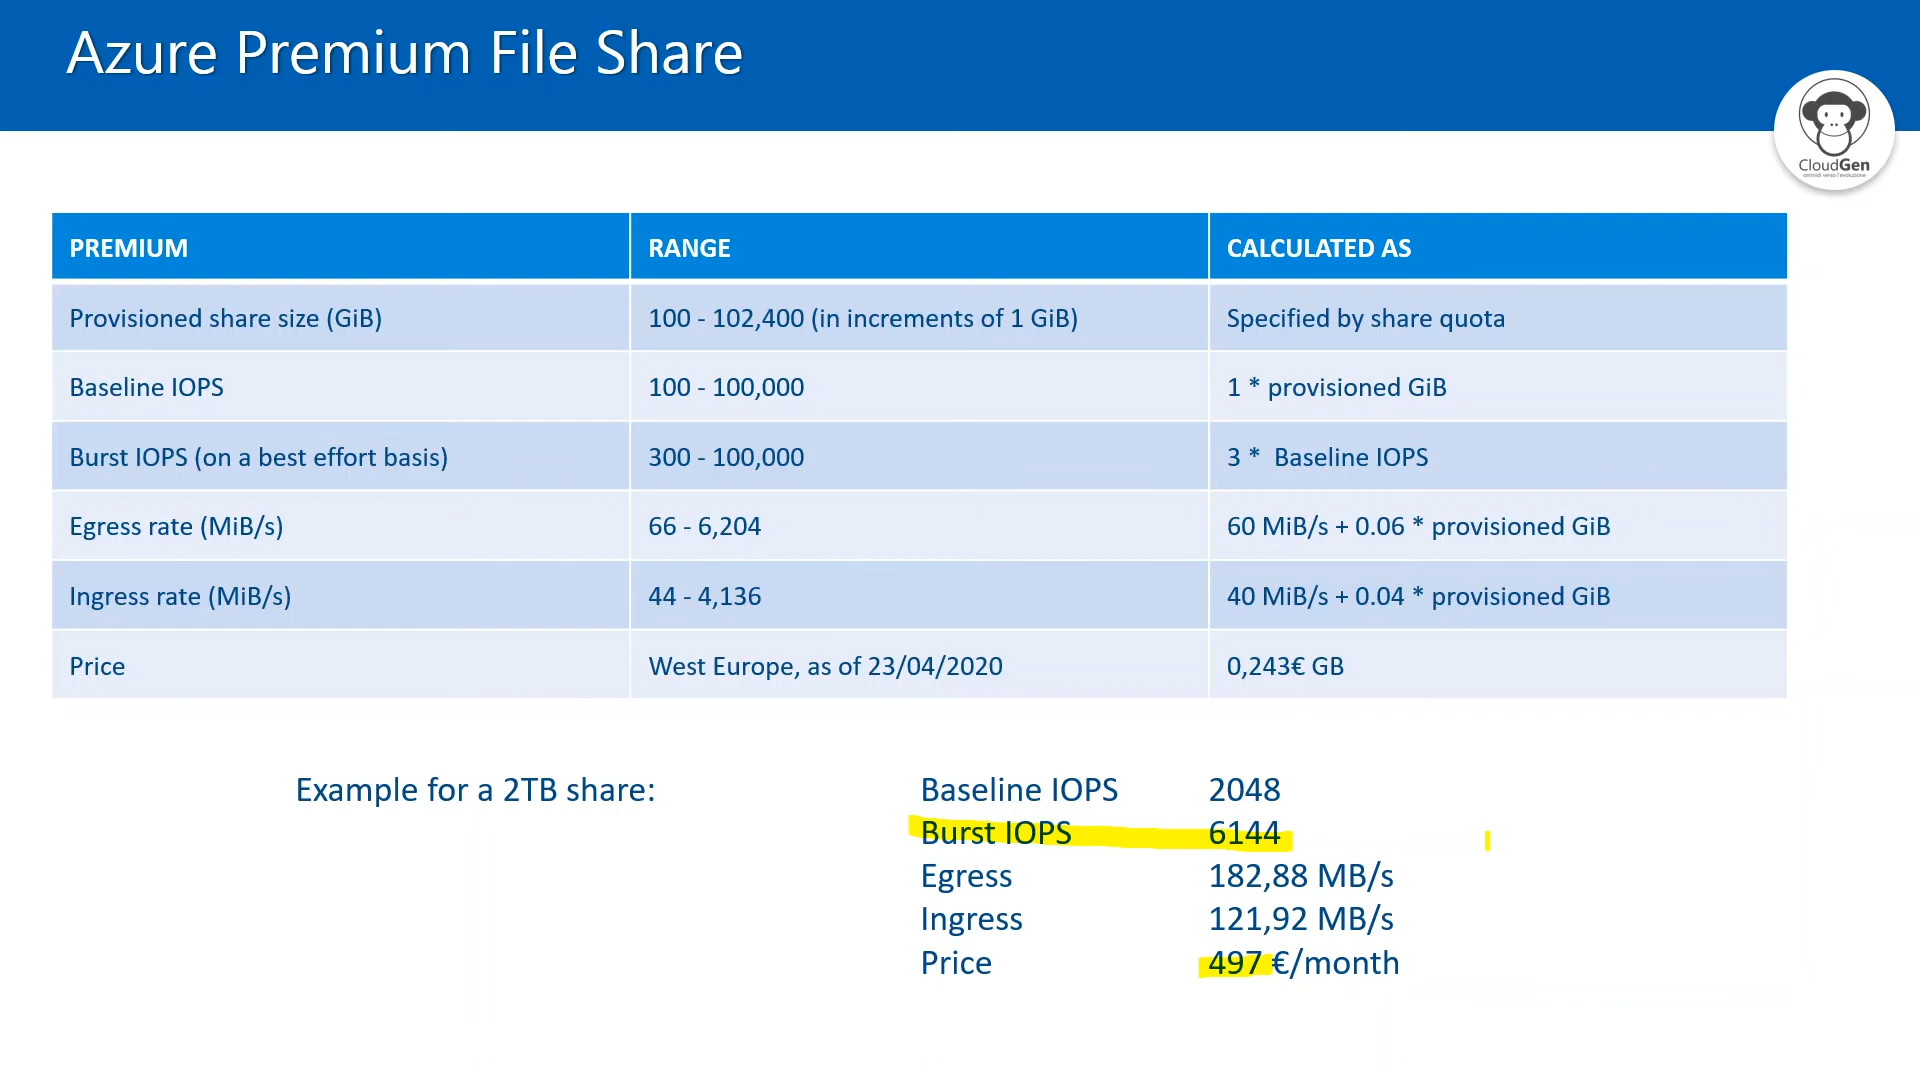 Azure Premium File Share
CloudGen
ominidi verso l'evoluzione
PREMIUM RANGE CALCULATED AS
Provisioned share size (GiB) 100 - 102,400 (in increments of 1 GiB) Specified by share quota
Baseline IOPS 100 - 100,000 1 * provisioned GiB
Burst IOPS (on a best effort basis) 300 - 100,000 3 * Baseline IOPS
Egress rate (MiB/s) 66 - 6,204 60 MiB/s + 0.06 * provisioned GiB
Ingress rate (MiB/s) 44 - 4,136 40 MiB/s + 0.04 * provisioned GiB
Price West Europe, as of 23/04/2020 0,243€ GB
Example for a 2TB share:
Baseline IOPS 2048
Burst IOPS 6144
Egress 182,88 MB/s
Ingress 121,92 MB/s
Price 497 €/month